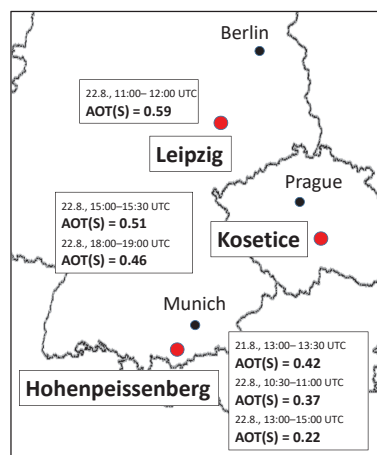 Berlin
22.8., 11:00– 12:00 UTC
AOT(S) = 0.59
Leipzig
Prague
22.8., 15:00–15:30 UTC
AOT(S) = 0.51
22.8., 18:00–19:00 UTC
AOT(S) = 0.46
Kosetice
Munich
21.8., 13:00– 13:30 UTC
AOT(S) = 0.42
22.8., 10:30–11:00 UTC
AOT(S) = 0.37
22.8., 13:00–15:00 UTC
AOT(S) = 0.22
Hohenpeissenberg